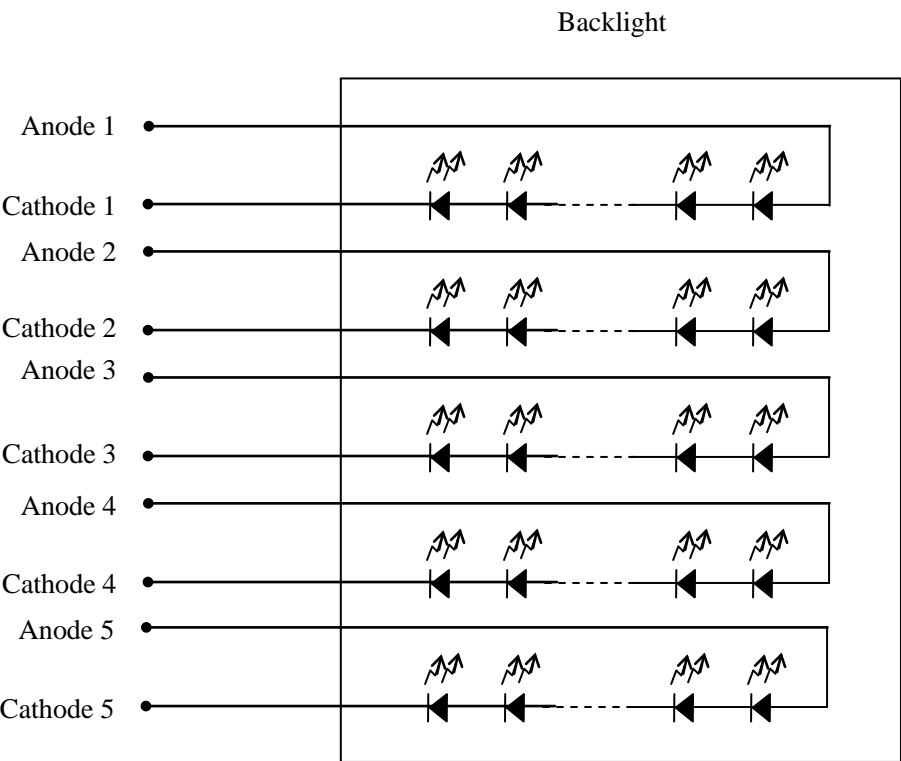 Backlight
Anode 1
Cathode 1
Anode 2
Cathode 2
Anode 3
Cathode 3
Anode 4
Cathode 4
Anode 5
Cathode 5